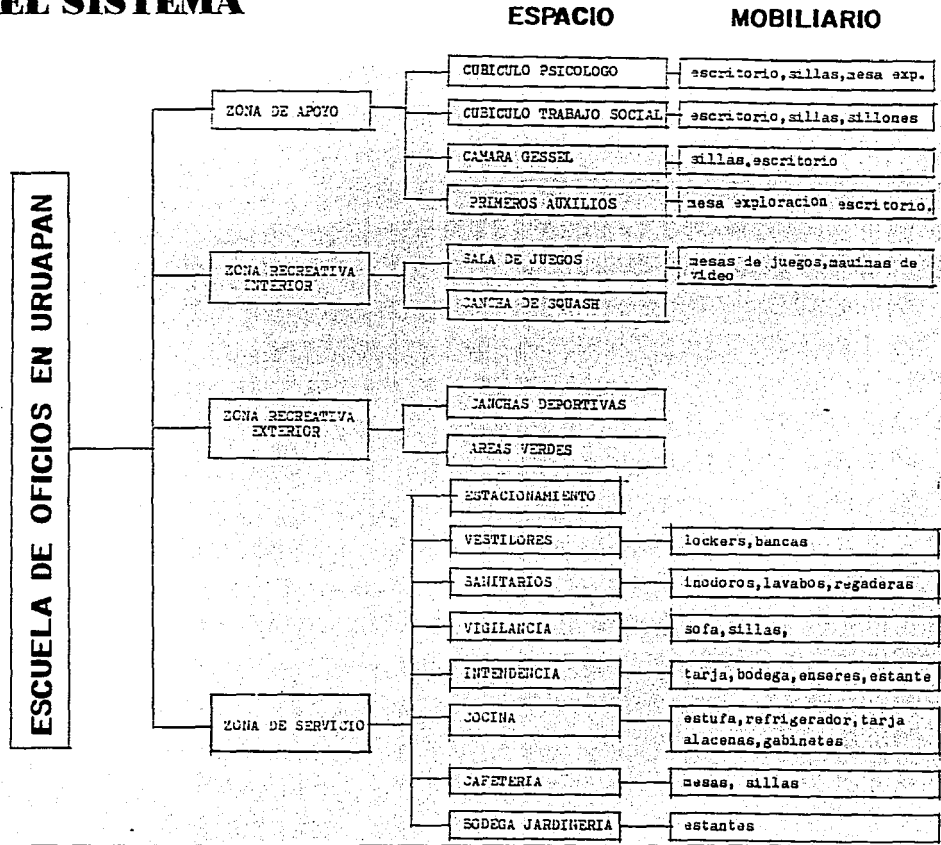 EL SISTEMA
ESPACIO
MOBILIARIO
ESCUELA DE OFICIOS EN URUAPAN
ZONA DE APOYO
CUBICULO PSICOLOGO
escritorio,sillas,mesa exp.
CUBICULO TRABAJO SOCIAL
escritorio,sillas,sillones
CAMARA GESSEL
sillas,escritorio
PRIMEROS AUXILIOS
mesa exploracion escritorio.
ZONA RECREATIVA
INTERIOR
SALA DE JUEGOS
mesas de juegos,mauinas de
video
CANCHA DE SQUASH
ZONA RECREATIVA
EXTERIOR
CANCHAS DEPORTIVAS
AREAS VERDES
ZONA DE SERVICIO
ESTACIONAMIENTO
VESTIDORES
lockers,bancas
SANITARIOS
inodoros,lavabos,regaderas
VIGILANCIA
sofa,sillas,
INTENDENCIA
tarja,bodega,enseres,estante
COCINA
estufa,refrigerador,tarja
alacenas,gabinetes
CAFETERIA
mesas, sillas
BODEGA JARDINERIA
estantes